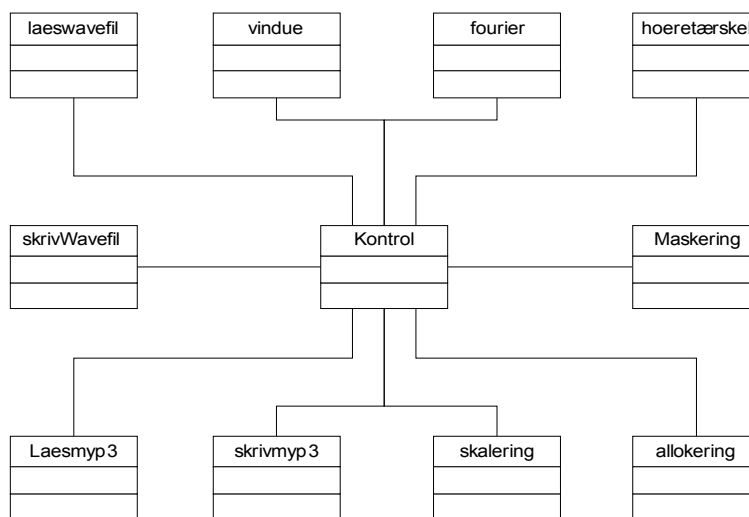 laeswavefil
vindue
fourier
hoeretærskel
skrivWavefil
Kontrol
Maskering
Laesmyp3
skrivmyp3
skalering
allokering